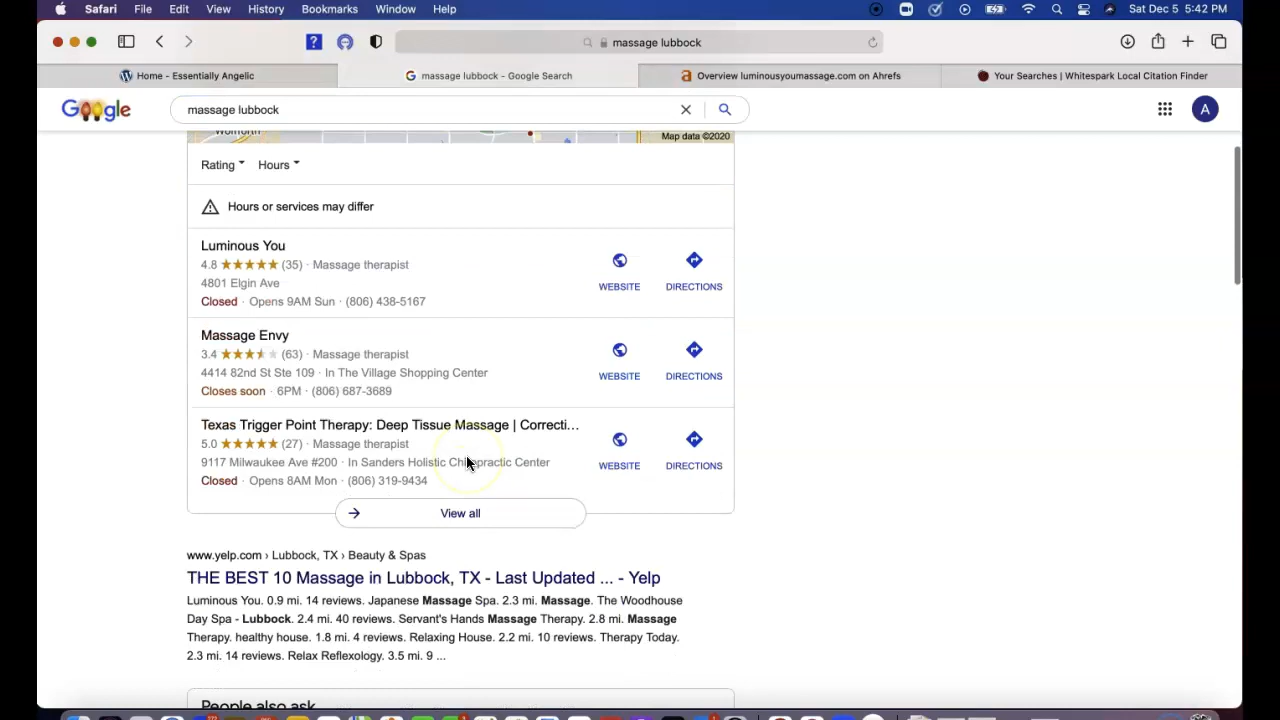 Safari File Edit View History Bookmarks Window Help Sat Dec 5 5:42 PM
massage lubbock
Home - Essentially Angelic massage lubbock - Google Search Overview luminousyoumassage.com on Ahrefs Your Searches | Whitespark Local Citation Finder
Google massage lubbock A
Map data ©2020
Rating Hours
Hours or services may differ
Luminous You
4.8 (35) · Massage therapist
4801 Elgin Ave
Closed · Opens 9AM Sun · (806) 438-5167
WEBSITE DIRECTIONS
Massage Envy
3.4 (63) · Massage therapist
4414 82nd St Ste 109 · In The Village Shopping Center
Closes soon · 6PM · (806) 687-3689
WEBSITE DIRECTIONS
Texas Trigger Point Therapy: Deep Tissue Massage | Correcti...
5.0 (27) · Massage therapist
9117 Milwaukee Ave #200 · In Sanders Holistic Chiropractic Center
Closed · Opens 8AM Mon · (806) 319-9434
WEBSITE DIRECTIONS
View all
www.yelp.com › Lubbock, TX › Beauty & Spas
THE BEST 10 Massage in Lubbock, TX - Last Updated ... - Yelp
Luminous You. 0.9 mi. 14 reviews. Japanese Massage Spa. 2.3 mi. Massage. The Woodhouse
Day Spa - Lubbock. 2.4 mi. 40 reviews. Servant's Hands Massage Therapy. 2.8 mi. Massage
Therapy. healthy house. 1.8 mi. 4 reviews. Relaxing House. 2.2 mi. 10 reviews. Therapy Today.
2.3 mi. 14 reviews. Relax Reflexology. 3.5 mi. 9 ...
People also ask